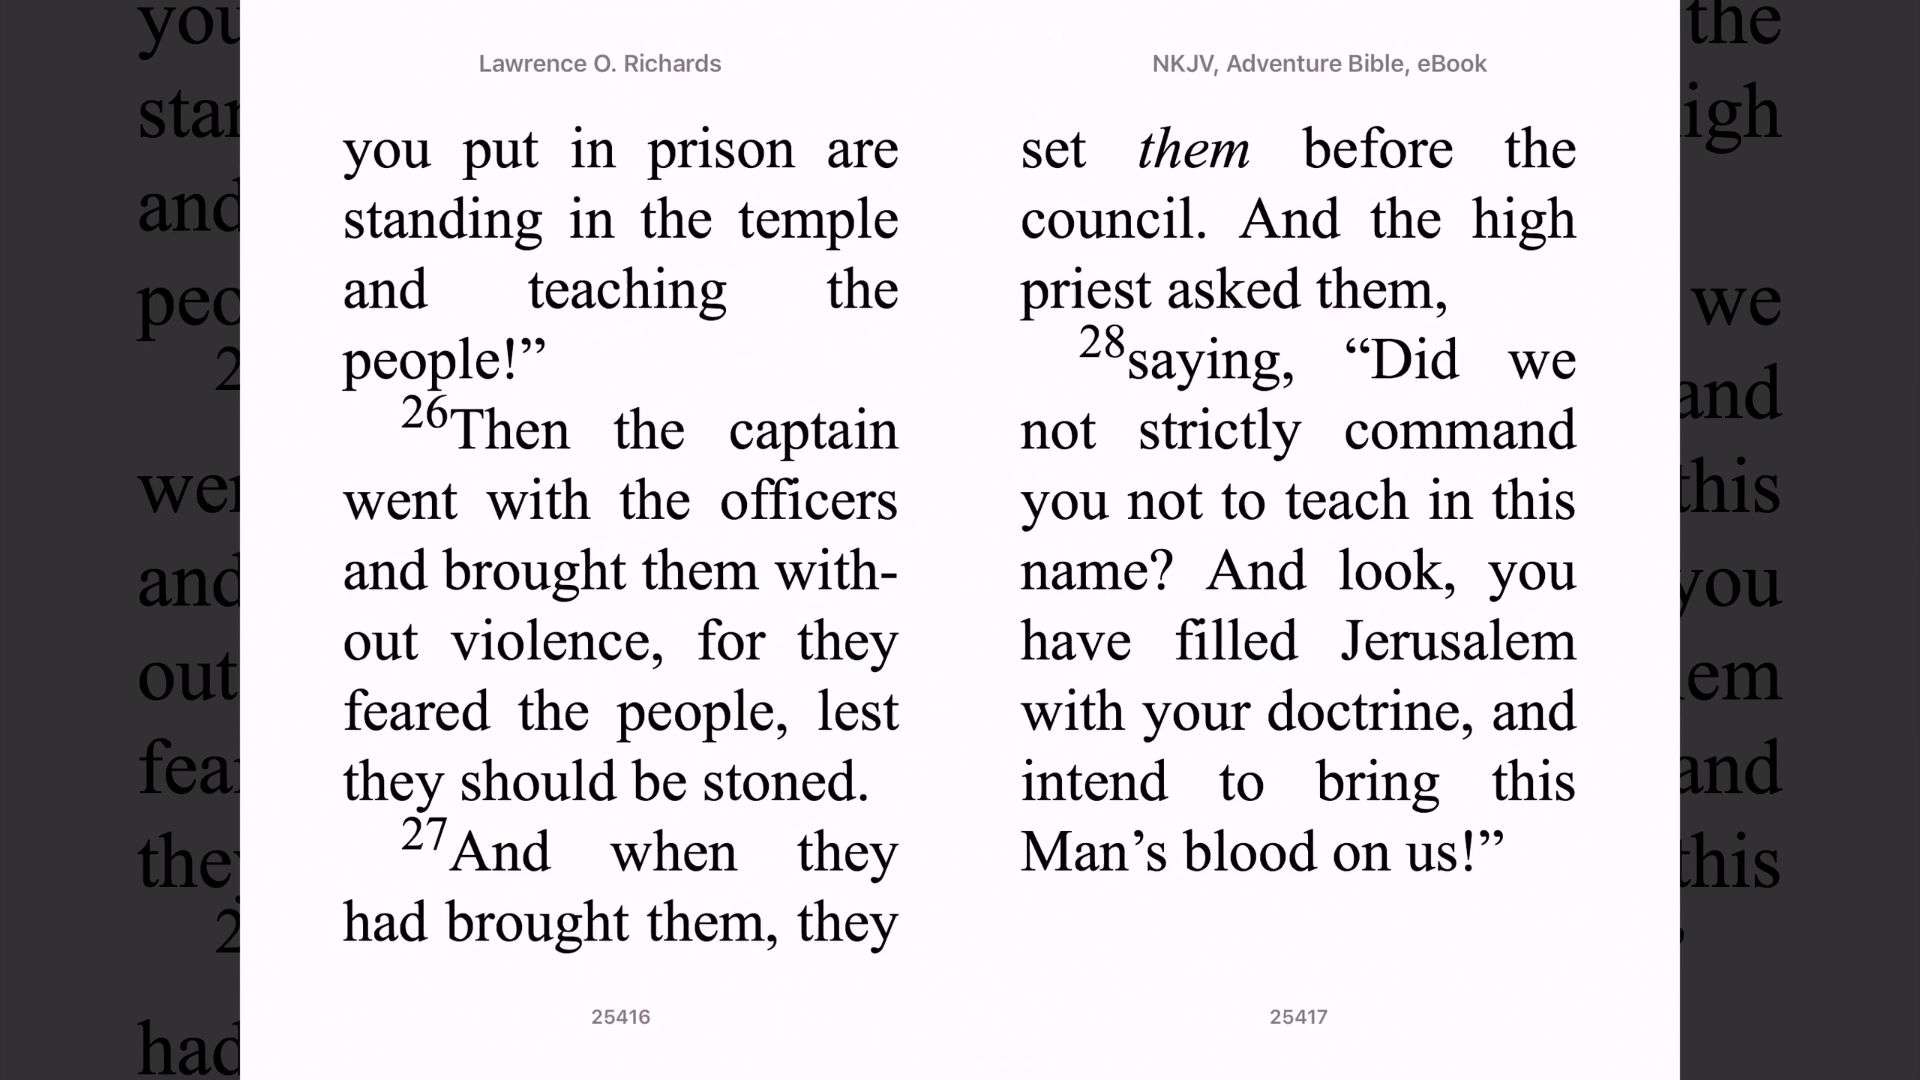 Lawrence O. Richards
you put in prison are
standing in the temple
and teaching the
people!”
26Then the captain
went with the officers
and brought them with-
out violence, for they
feared the people, lest
they should be stoned.
27And when they
had brought them, they
25416
NKJV, Adventure Bible, eBook
set them before the
council. And the high
priest asked them,
28saying, “Did we
not strictly command
you not to teach in this
name? And look, you
have filled Jerusalem
with your doctrine, and
intend to bring this
Man’s blood on us!”
25417